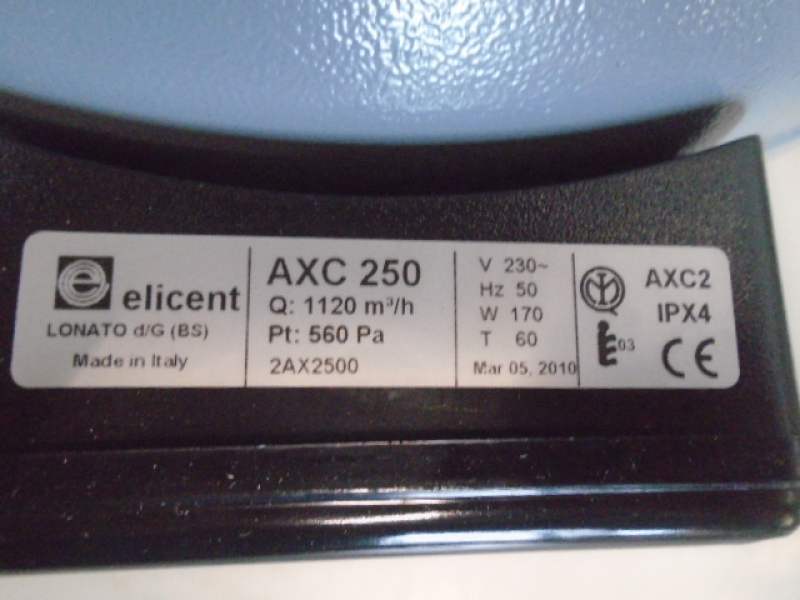 elicent
LONATO d/G (BS)
Made in Italy
AXC 250
Q: 1120 m³/h
Pt: 560 Pa
2AX2500
V 230~
Hz 50
W 170
T 60
Mar 05, 2010
03
AXC2
IPX4
CE